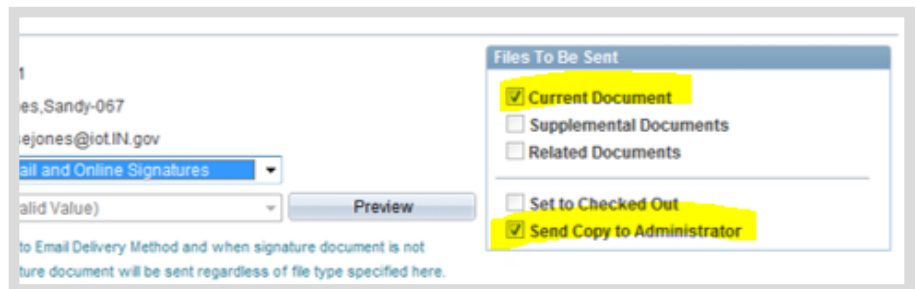 es,Sandy-067
ejones@iot.IN.gov
ail and Online Signatures
alid Value)
Preview
to Email Delivery Method and when signature document is not
ture document will be sent regardless of file type specified here.
Files To Be Sent
Current Document
Supplemental Documents
Related Documents
Set to Checked Out
Send Copy to Administrator